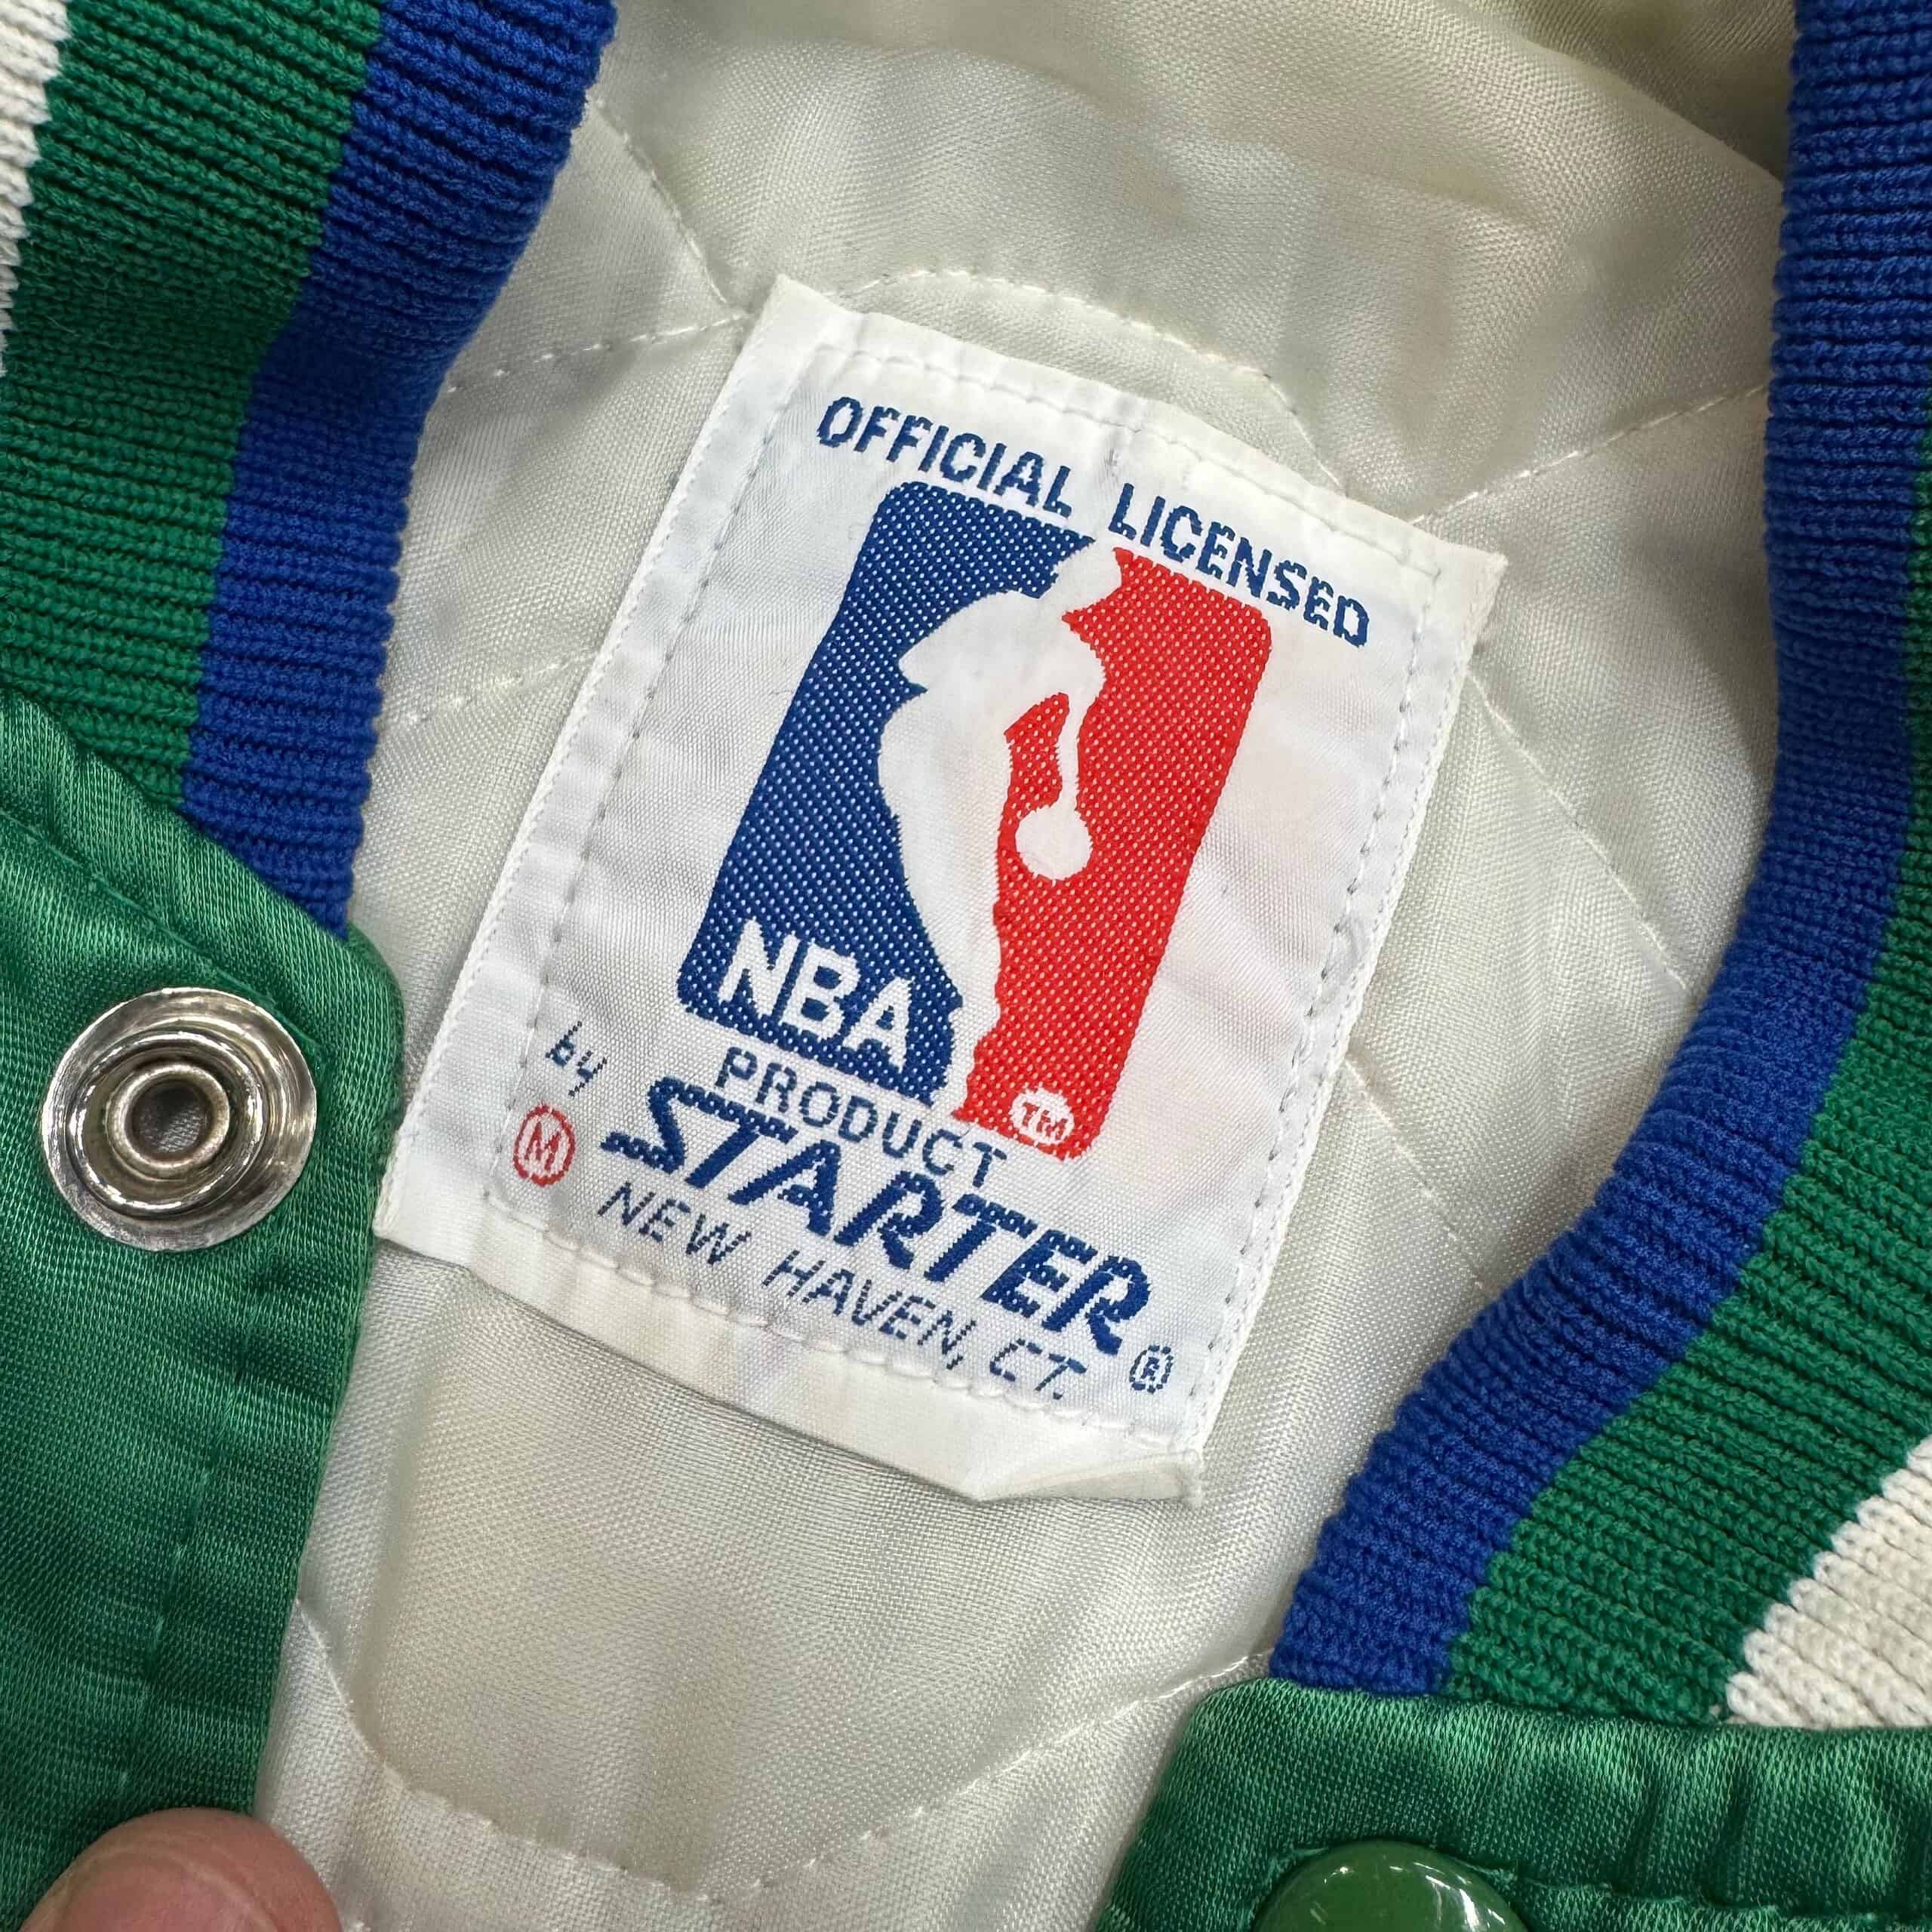 OFFICIAL LICENSED
NBA
TM
PRODUCT
by
M STARTER ®
NEW HAVEN, CT.